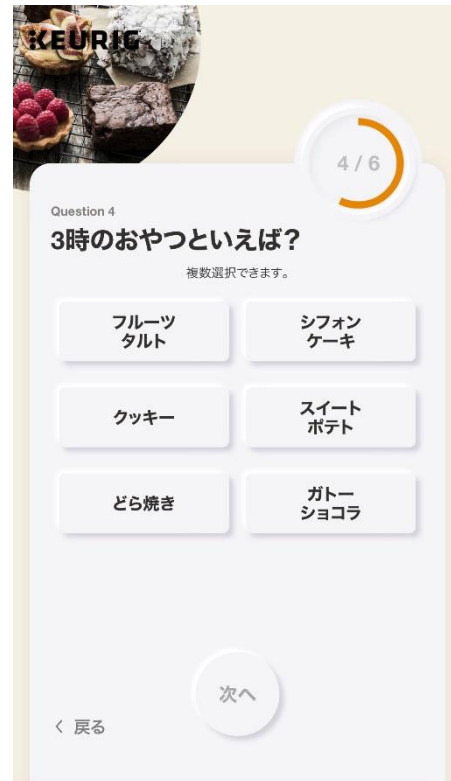 KEURIG
4 / 6
Question 4
3時のおやつといえば?
複数選択できます。
フルーツ
タルト
シフォン
ケーキ
クッキー
スイート
ポテト
どら焼き
ガトー
ショコラ
次へ
< 戻る